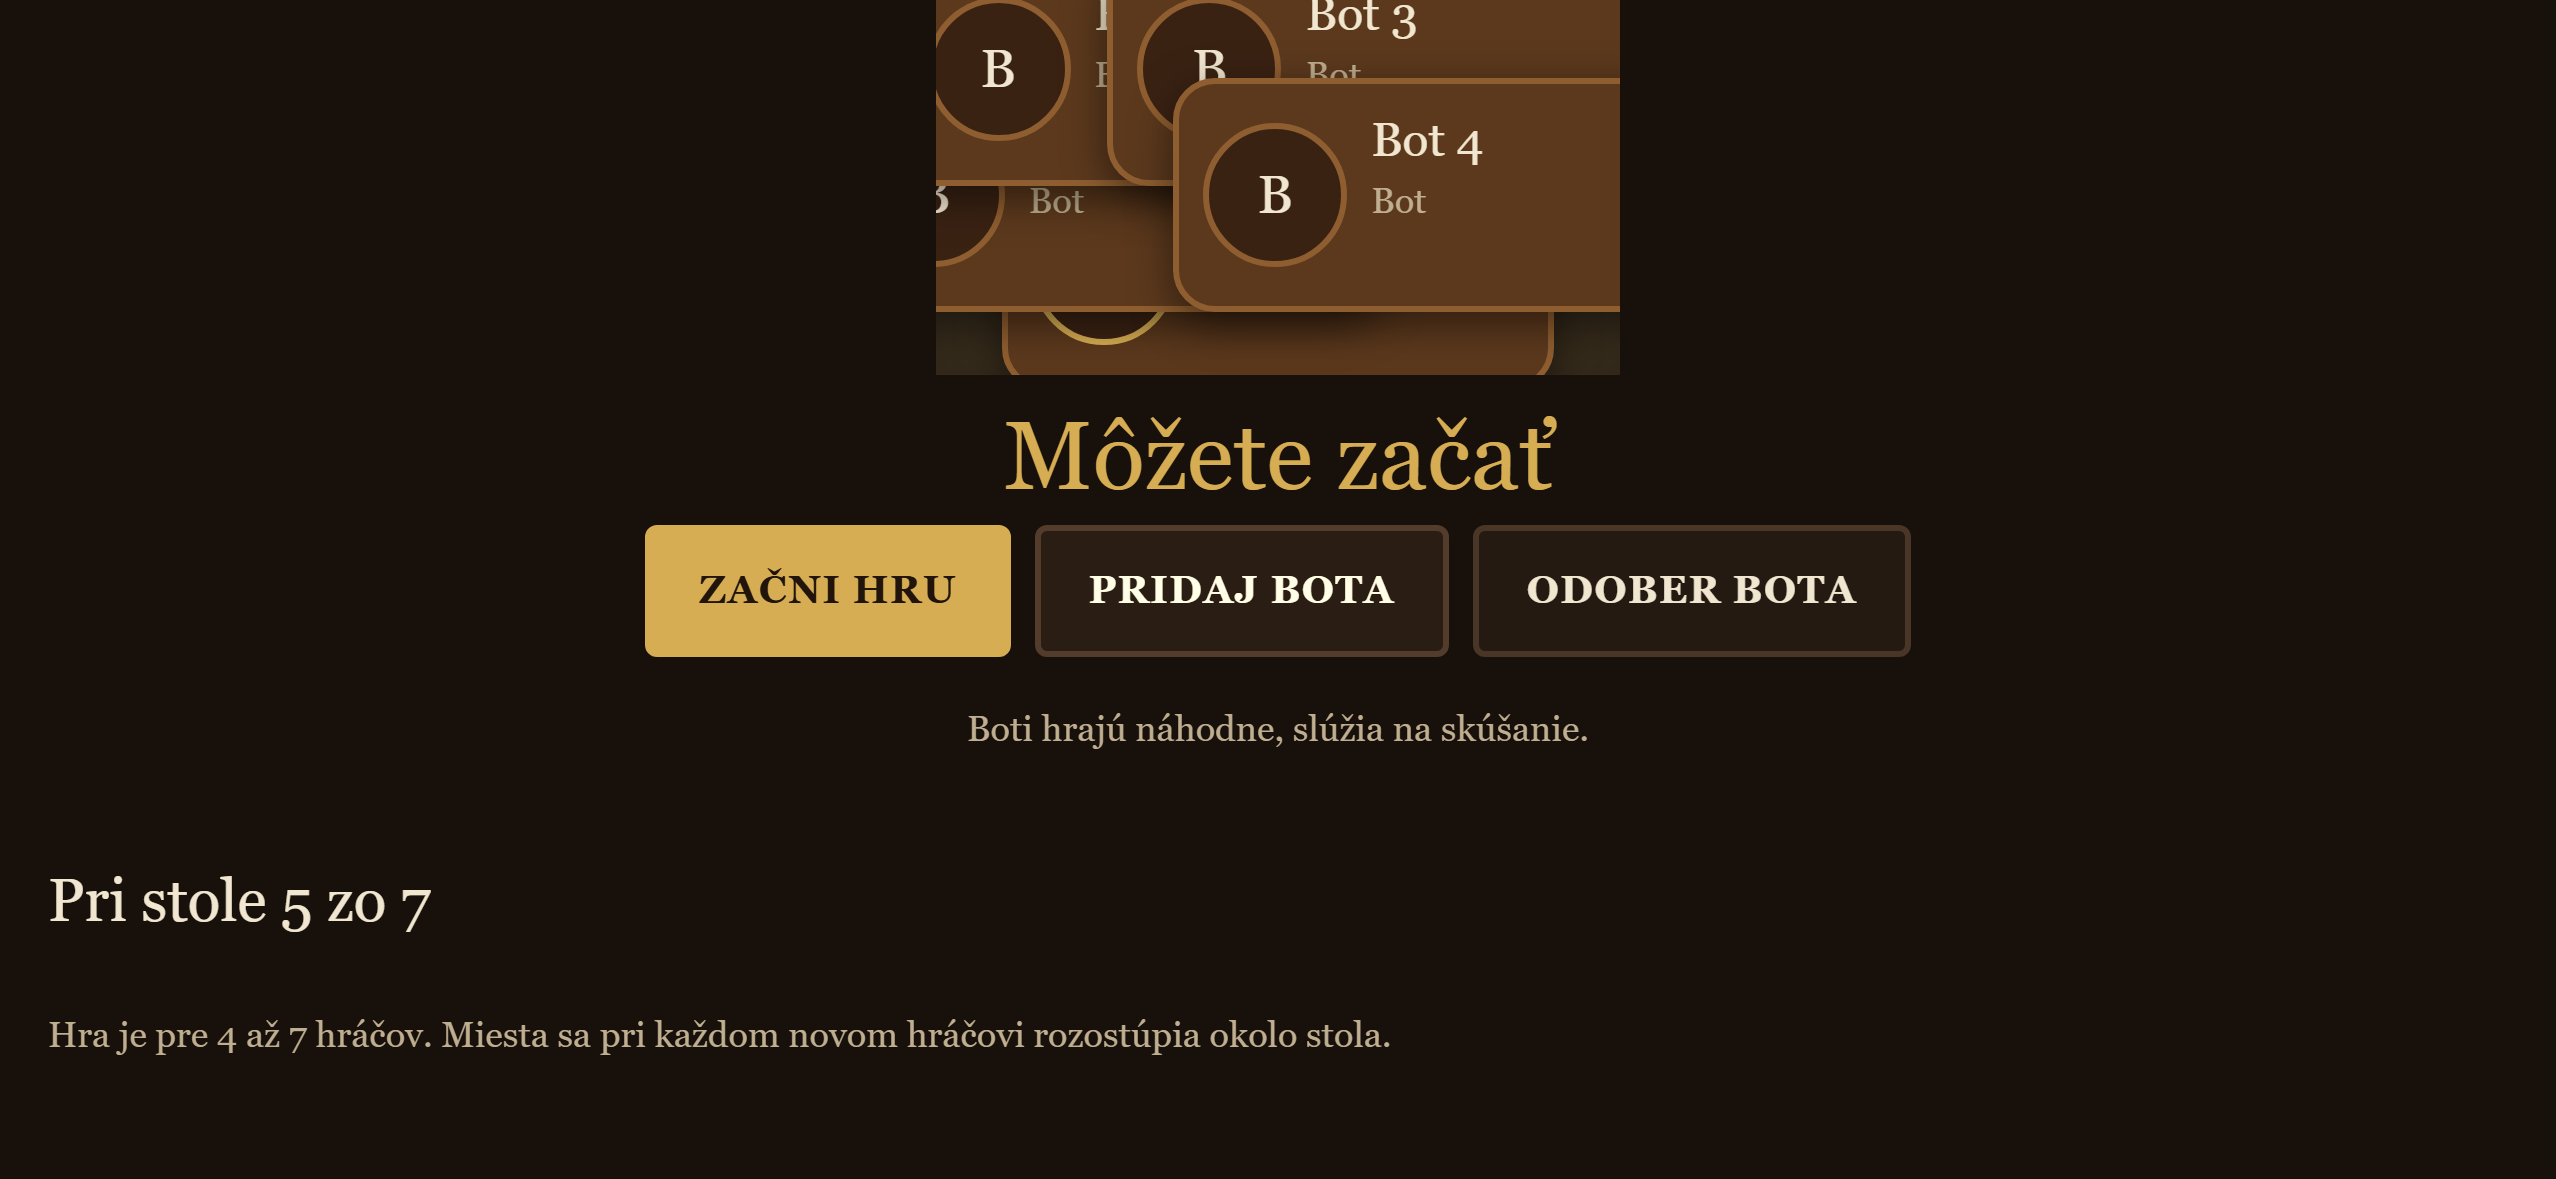 Bot 3
B
B
Bot
Bot 4
B
Bot
Bot
Môžete začať
ZAČNI HRU
PRIDAJ BOTA
ODOBER BOTA
Boti hrajú náhodne, slúžia na skúšanie.
Pri stole 5 zo 7
Hra je pre 4 až 7 hráčov. Miesta sa pri každom novom hráčovi rozostúpia okolo stola.